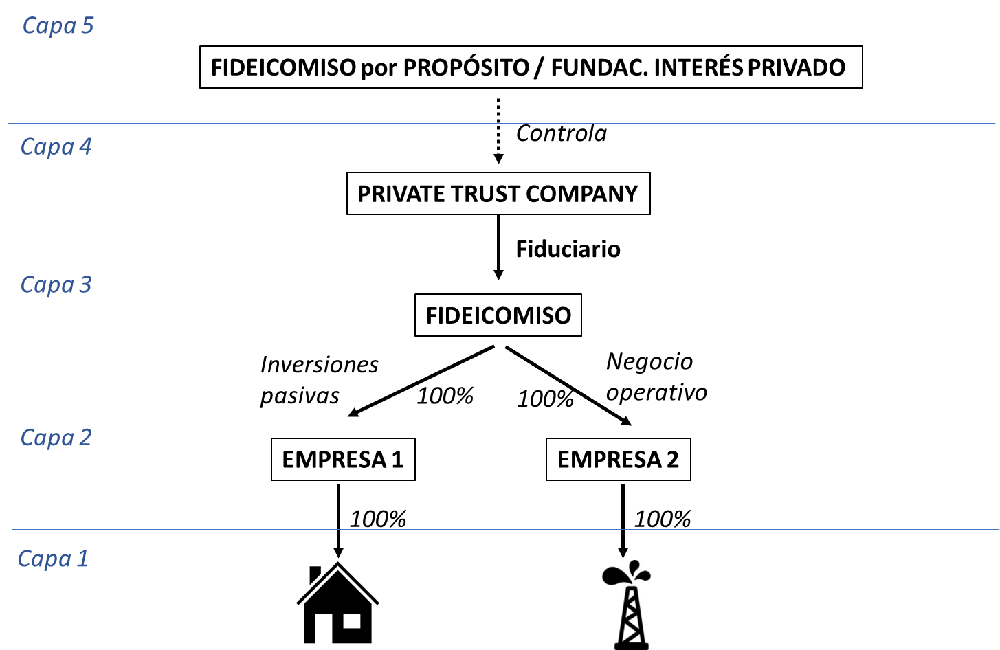 Capa 5
FIDEICOMISO por PROPÓSITO / FUNDAC. INTERÉS PRIVADO
Controla
Capa 4
PRIVATE TRUST COMPANY
Fiduciario
Capa 3
FIDEICOMISO
Inversiones
pasivas
100%
100%
Negocio
operativo
Capa 2
EMPRESA 1
EMPRESA 2
100%
100%
Capa 1